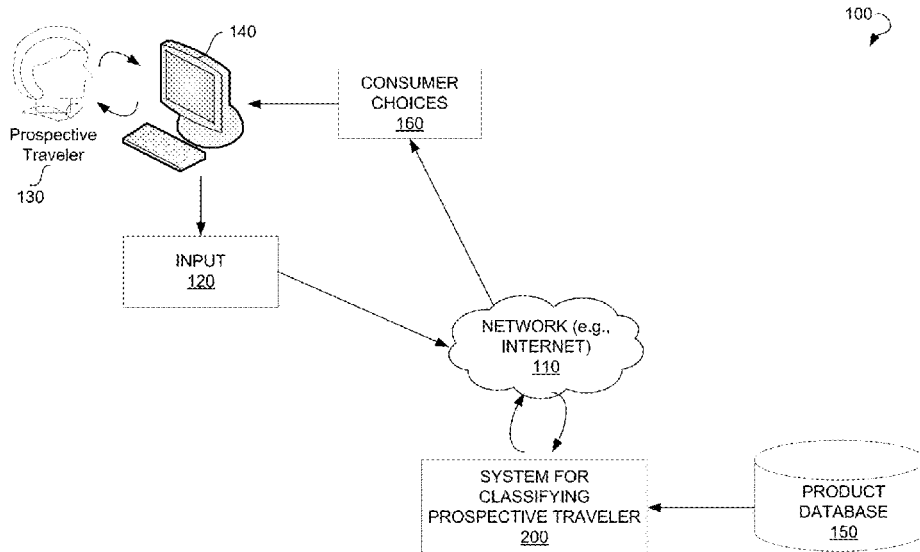 100
140
CONSUMER
CHOICES
160
Prospective
Traveler
130
INPUT
120
NETWORK (e.g.,
INTERNET)
110
SYSTEM FOR
CLASSIFYING
PROSPECTIVE TRAVELER
200
PRODUCT
DATABASE
150